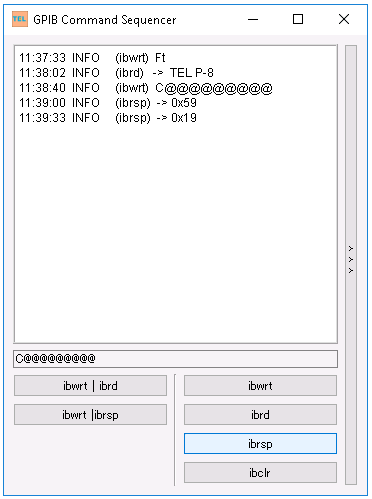 TEL GPIB Command Sequencer
11:37:33 INFO (ibwrt) Ft
11:38:02 INFO (ibrd) -> TEL P-8
11:38:40 INFO (ibwrt) C@@@@@@@@@
11:39:00 INFO (ibrsp) -> 0x59
11:39:33 INFO (ibrsp) -> 0x19
C@@@@@@@@@
ibwrt | ibrd
ibwrt
ibwrt |ibrsp
ibrd
ibrsp
ibclr